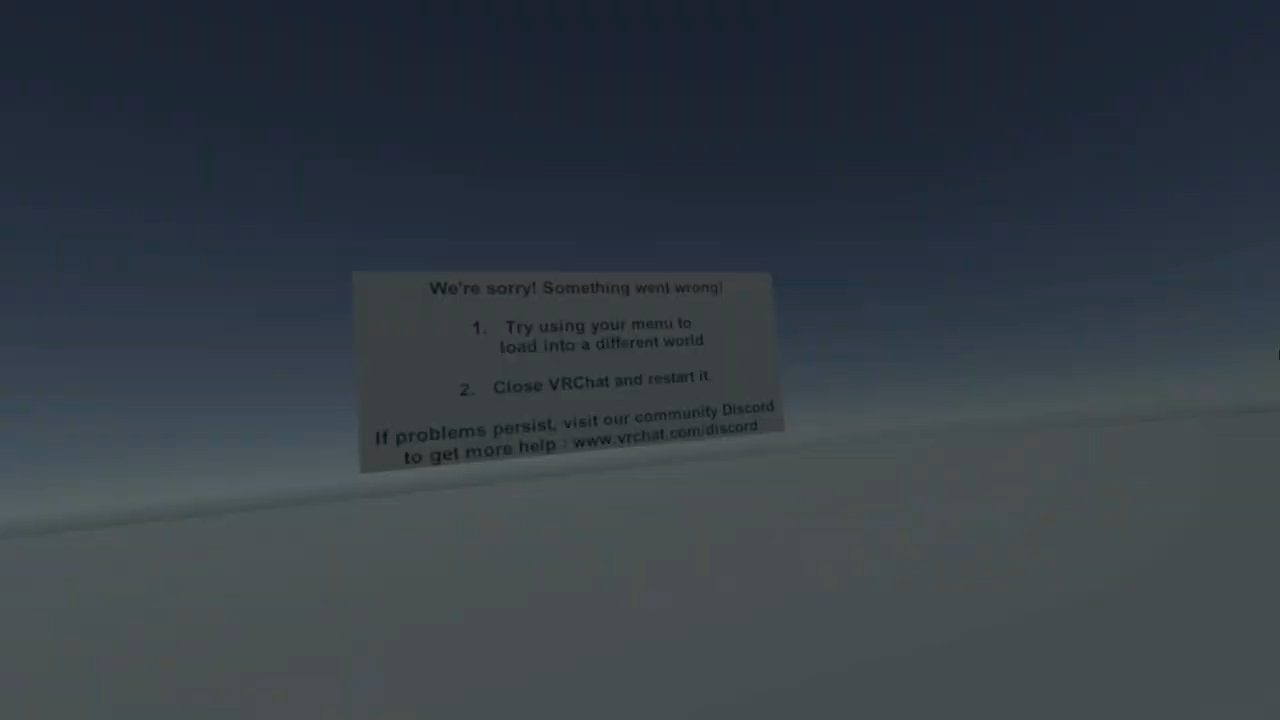 We're sorry! Something went wrong!
1. Try using your menu to
load into a different world
2. Close VRChat and restart it.
If problems persist, visit our community Discord
to get more help : www.vrchat.com/discord